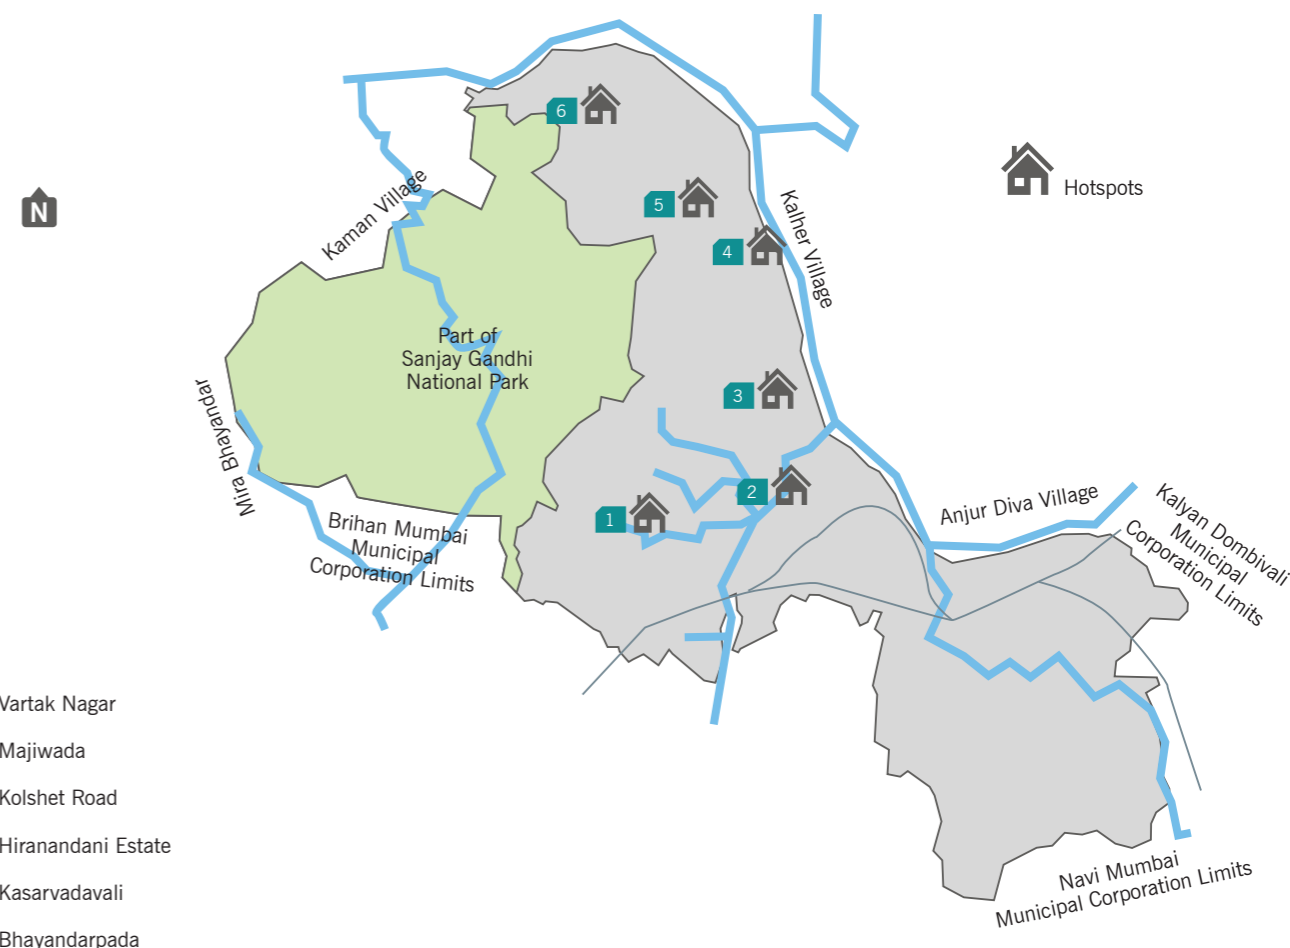 6
5
4
3
2
1
N
Hotspots
Kaman Village
Kalher Village
Part of
Sanjay Gandhi
National Park
Mira Bhayandar
Brihan Mumbai
Municipal
Corporation Limits
Anjur Diva Village
Kalyan Dombivali
Municipal
Corporation Limits
Navi Mumbai
Municipal Corporation Limits
Vartak Nagar
Majiwada
Kolshet Road
Hiranandani Estate
Kasarvadavali
Bhayandarpada